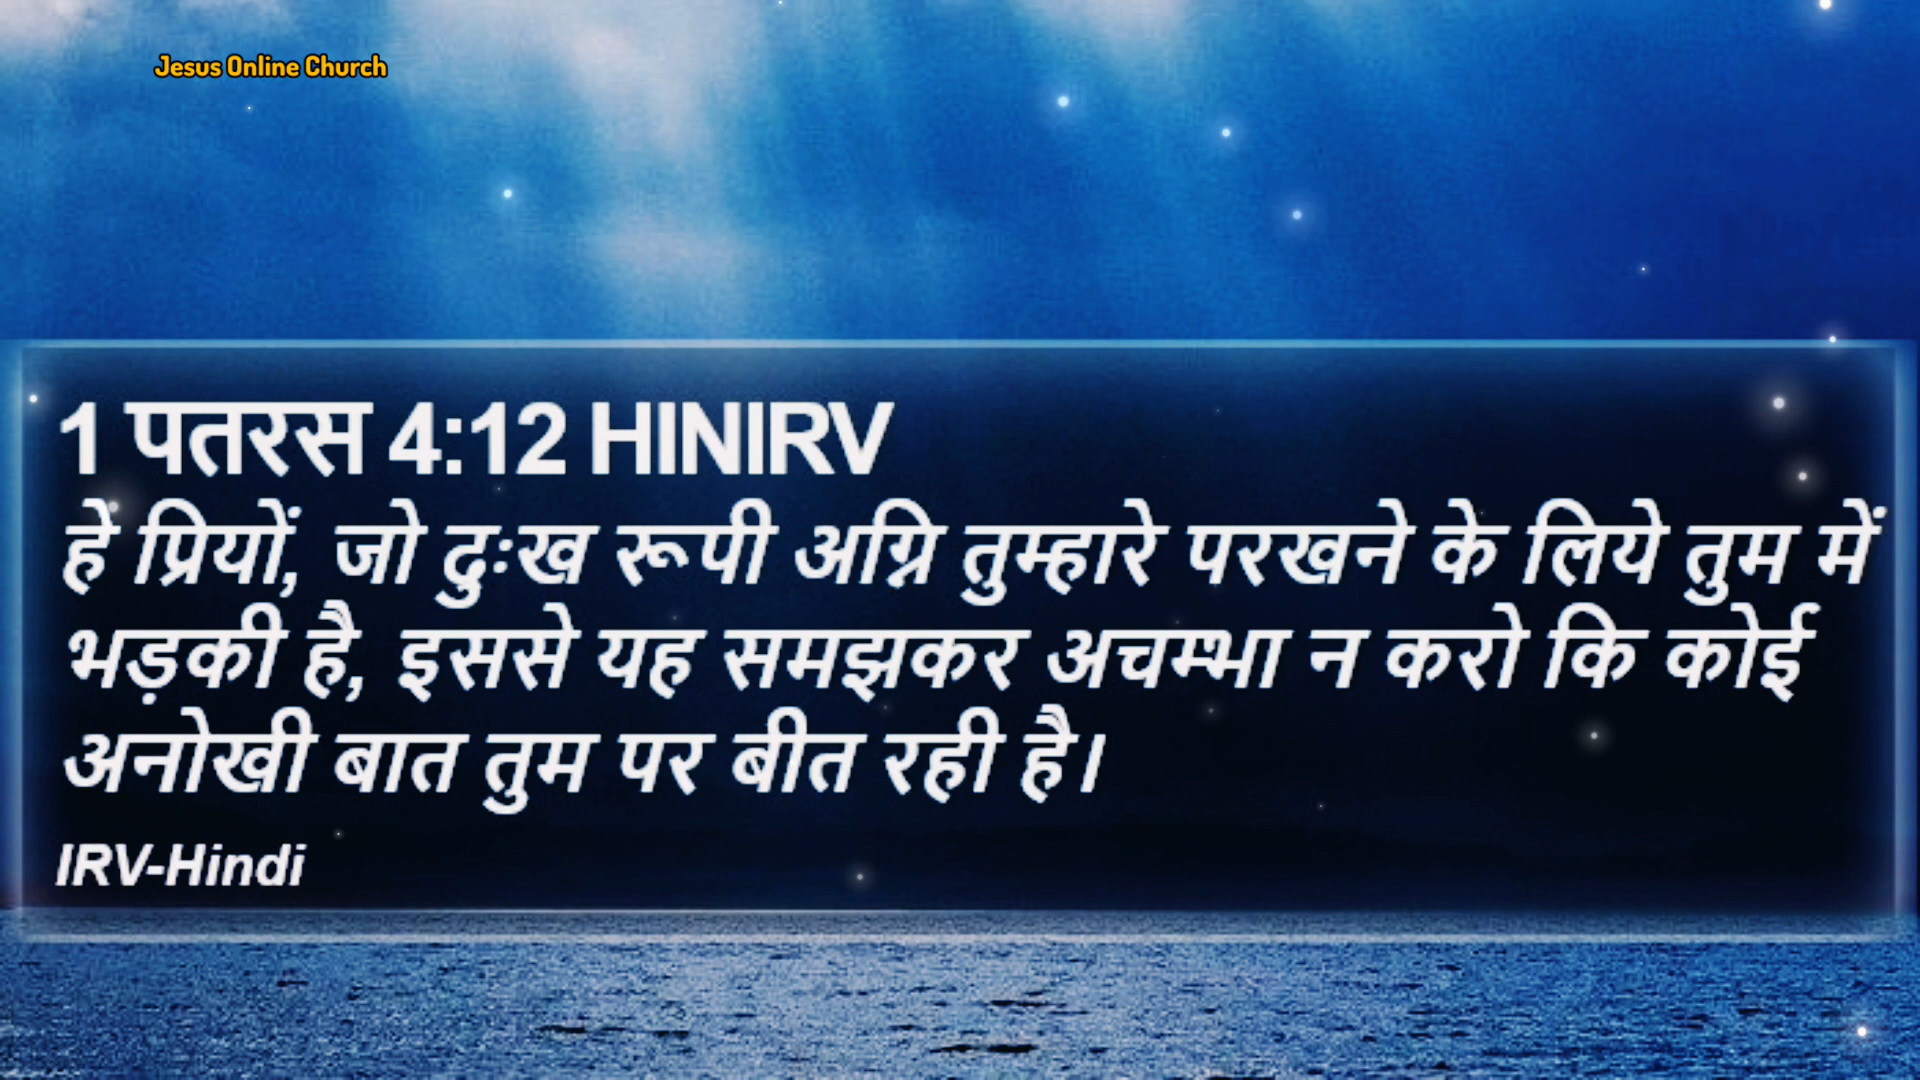 Jesus Online Church
1 पतरस 4:12 HINIRV
हे प्रियों, जो दुःख रूपी अग्नि तुम्हारे परखने के लिये तुम में
भड़की है, इससे यह समझकर अचम्भा न करो कि कोई
अनोखी बात तुम पर बीत रही है।
IRV-Hindi